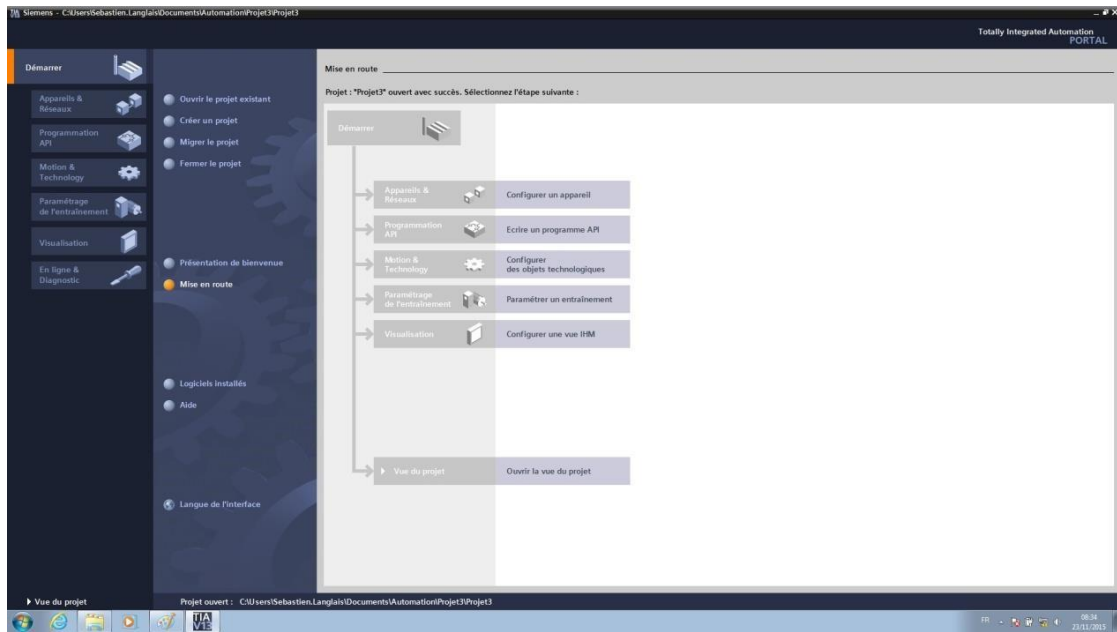 Siemens - C:\Users\Sebastien.Langlais\Documents\Automation\Projet3\Projet3
Totally Integrated Automation
PORTAL
Démarrer
Appareils &
Réseaux
Programmation
API
Motion &
Technology
Paramétrage
de l'entraînement
Visualisation
En ligne &
Diagnostic
Vue du projet
Ouvrir le projet existant
Créer un projet
Migrer le projet
Fermer le projet
Présentation de bienvenue
Mise en route
Logiciels installés
Aide
Langue de l'interface
Mise en route
Projet : "Projet3" ouvert avec succès. Sélectionnez l'étape suivante :
Démarrer
Appareils &
Réseaux
Configurer un appareil
Programmation
API
Ecrire un programme API
Motion &
Technology
Configurer
des objets technologiques
Paramétrage
de l'entraînement
Paramétrer un entraînement
Visualisation
Configurer une vue IHM
Vue du projet
Ouvrir la vue du projet
Projet ouvert : C:\Users\Sebastien.Langlais\Documents\Automation\Projet3\Projet3
TIA
V13
FR
08:34
23/11/2015